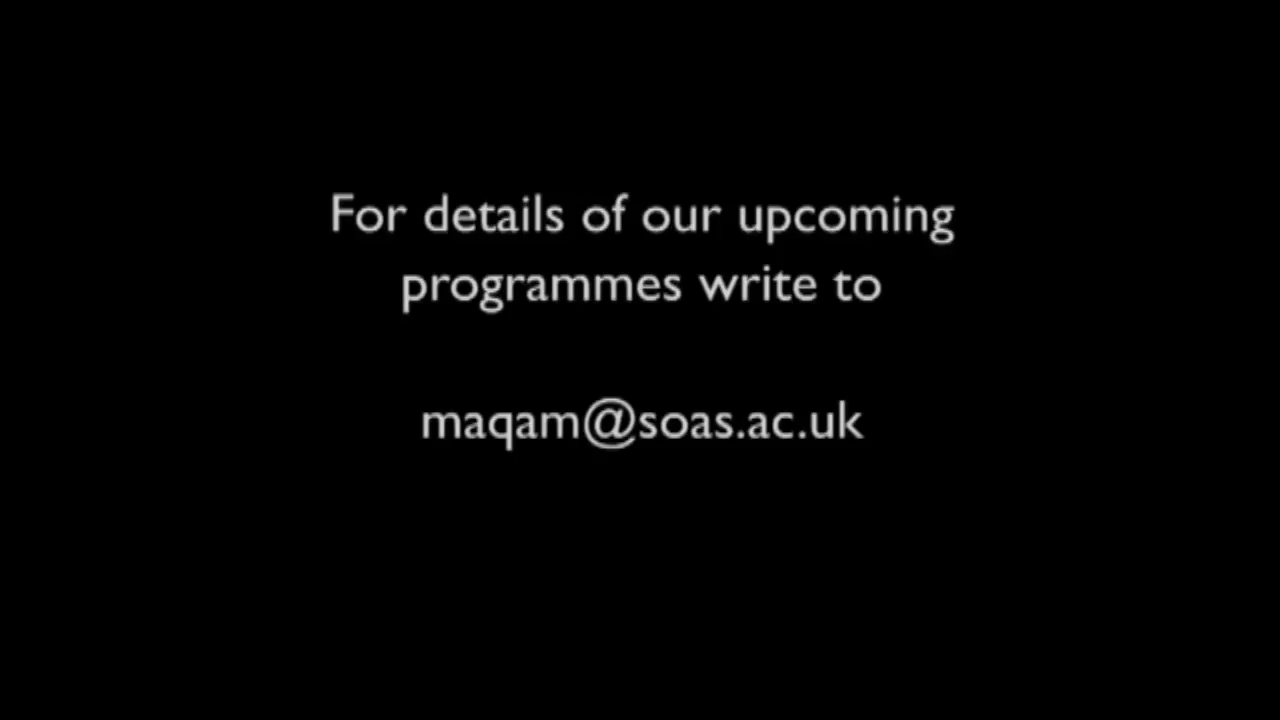 For details of our upcoming
programmes write to
maqam@soas.ac.uk